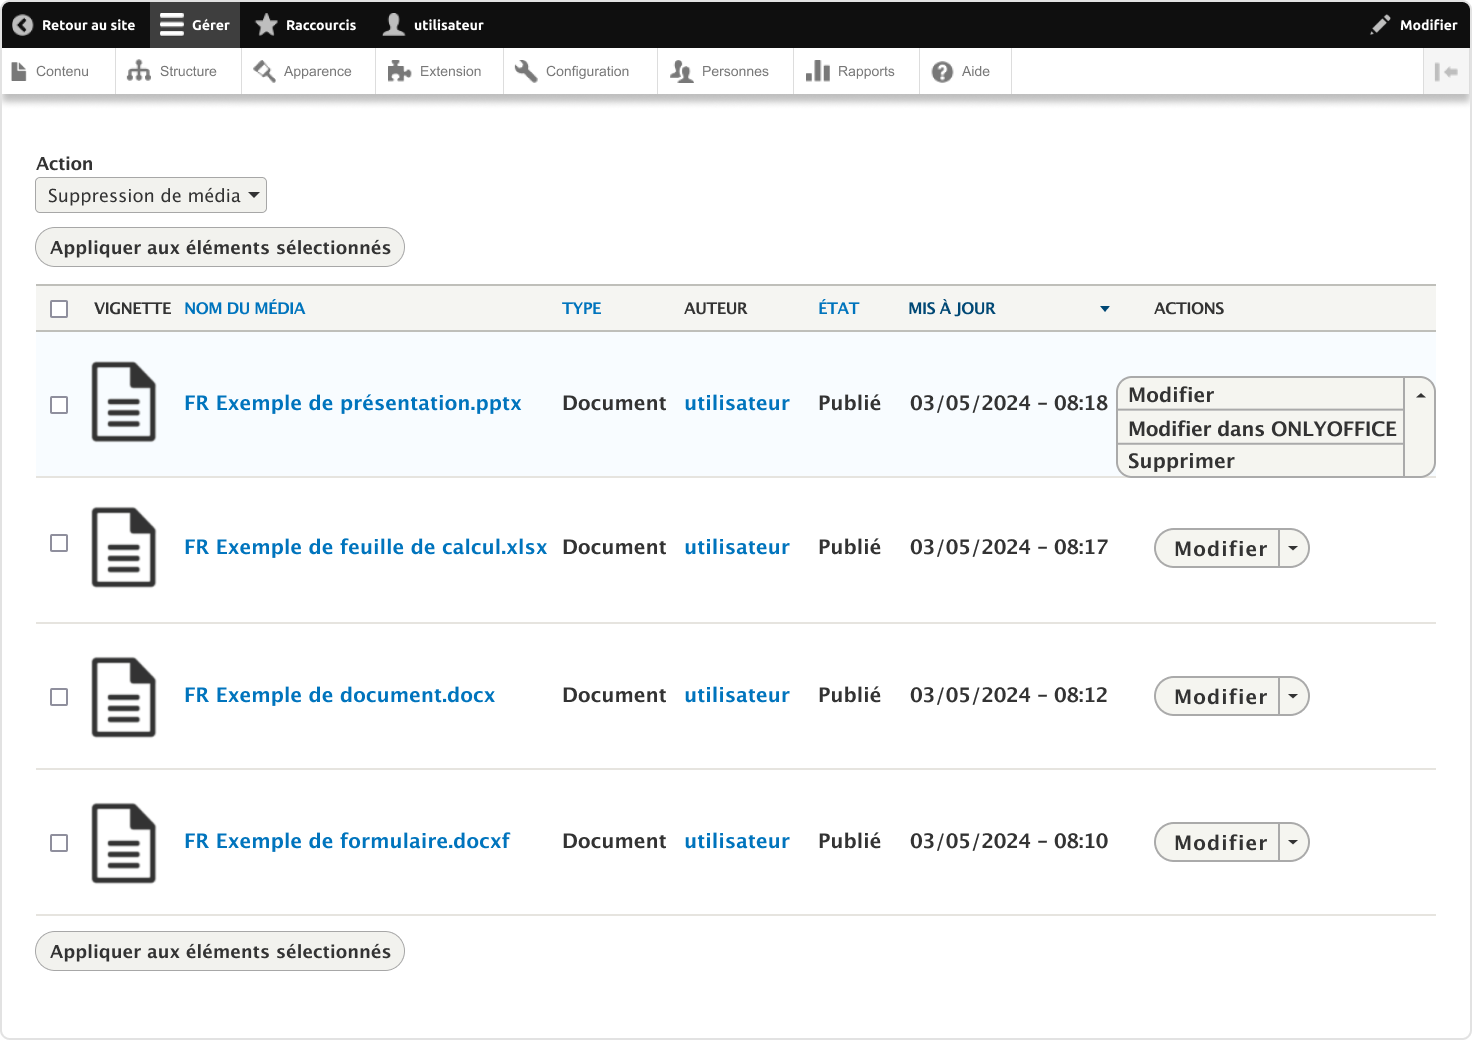 Retour au site Gérer Raccourcis utilisateur Modifier
Contenu Structure Apparence Extension Configuration Personnes Rapports Aide
Action
Suppression de média
Appliquer aux éléments sélectionnés
VIGNETTE NOM DU MÉDIA TYPE AUTEUR ÉTAT MIS À JOUR ACTIONS
FR Exemple de présentation.pptx Document utilisateur Publié 03/05/2024 – 08:18 Modifier
Modifier dans ONLYOFFICE
Supprimer
FR Exemple de feuille de calcul.xlsx Document utilisateur Publié 03/05/2024 – 08:17 Modifier
FR Exemple de document.docx Document utilisateur Publié 03/05/2024 – 08:12 Modifier
FR Exemple de formulaire.docxf Document utilisateur Publié 03/05/2024 – 08:10 Modifier
Appliquer aux éléments sélectionnés